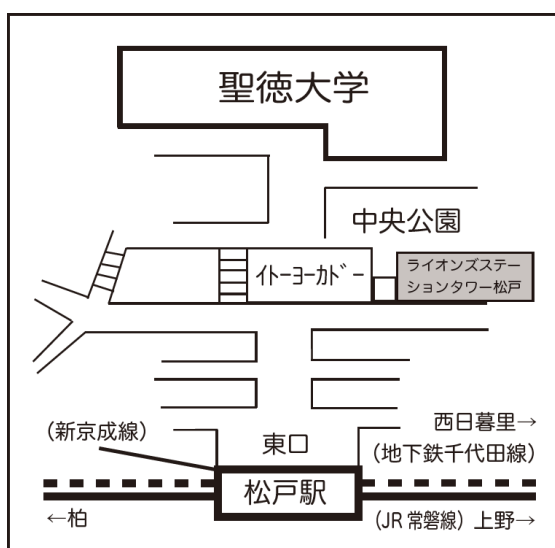 聖徳大学
中央公園
ｲﾄｰﾖｰｶﾄﾞｰ
ライオンズステー
ションタワー松戸
西日暮里→
(新京成線)
東口
(地下鉄千代田線)
松戸駅
←柏
(JR 常磐線) 上野→